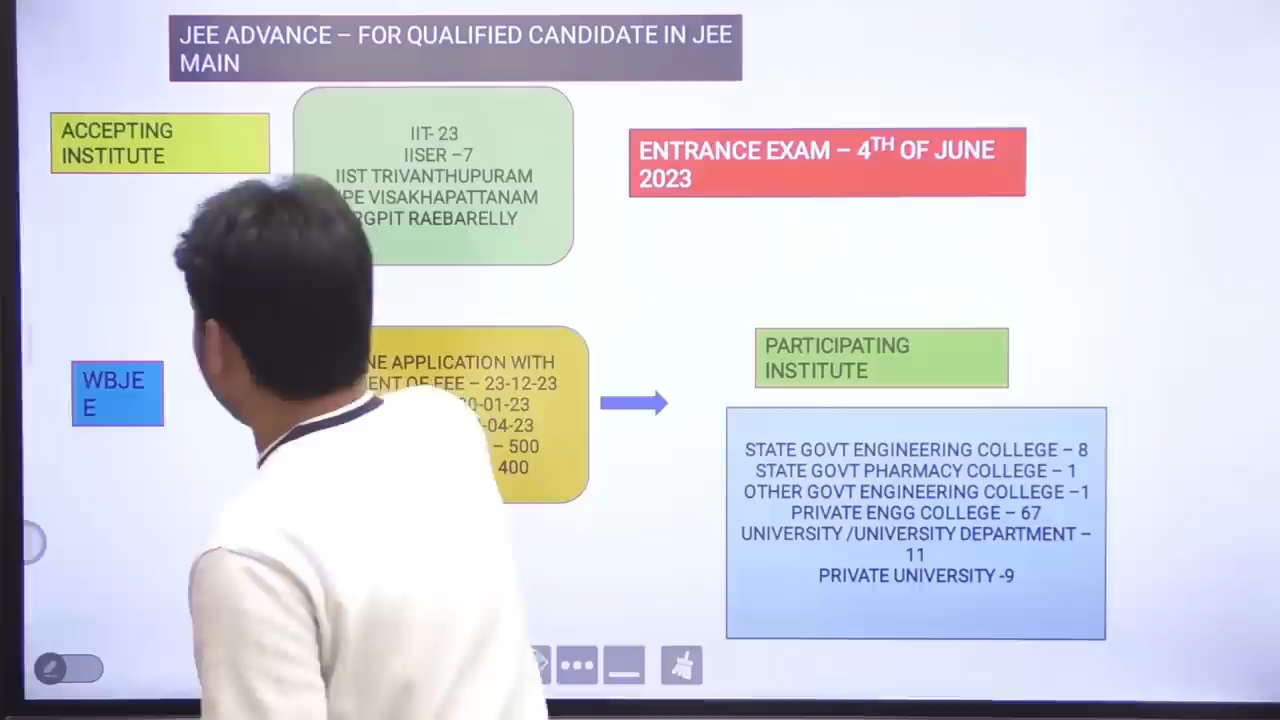 JEE ADVANCE – FOR QUALIFIED CANDIDATE IN JEE
MAIN
ACCEPTING
INSTITUTE
IIT- 23
IISER –7
IIST TRIVANTHUPURAM
VISAKHAPATTANAM
RAEBARELLY
ENTRANCE EXAM – 4TH OF JUNE
2023
WBJE
E
APPLICATION WITH
OF FEE – 23-12-23
-01-23
-04-23
– 500
400
PARTICIPATING
INSTITUTE
STATE GOVT ENGINEERING COLLEGE – 8
STATE GOVT PHARMACY COLLEGE – 1
OTHER GOVT ENGINEERING COLLEGE –1
PRIVATE ENGG COLLEGE – 67
UNIVERSITY /UNIVERSITY DEPARTMENT –
11
PRIVATE UNIVERSITY -9